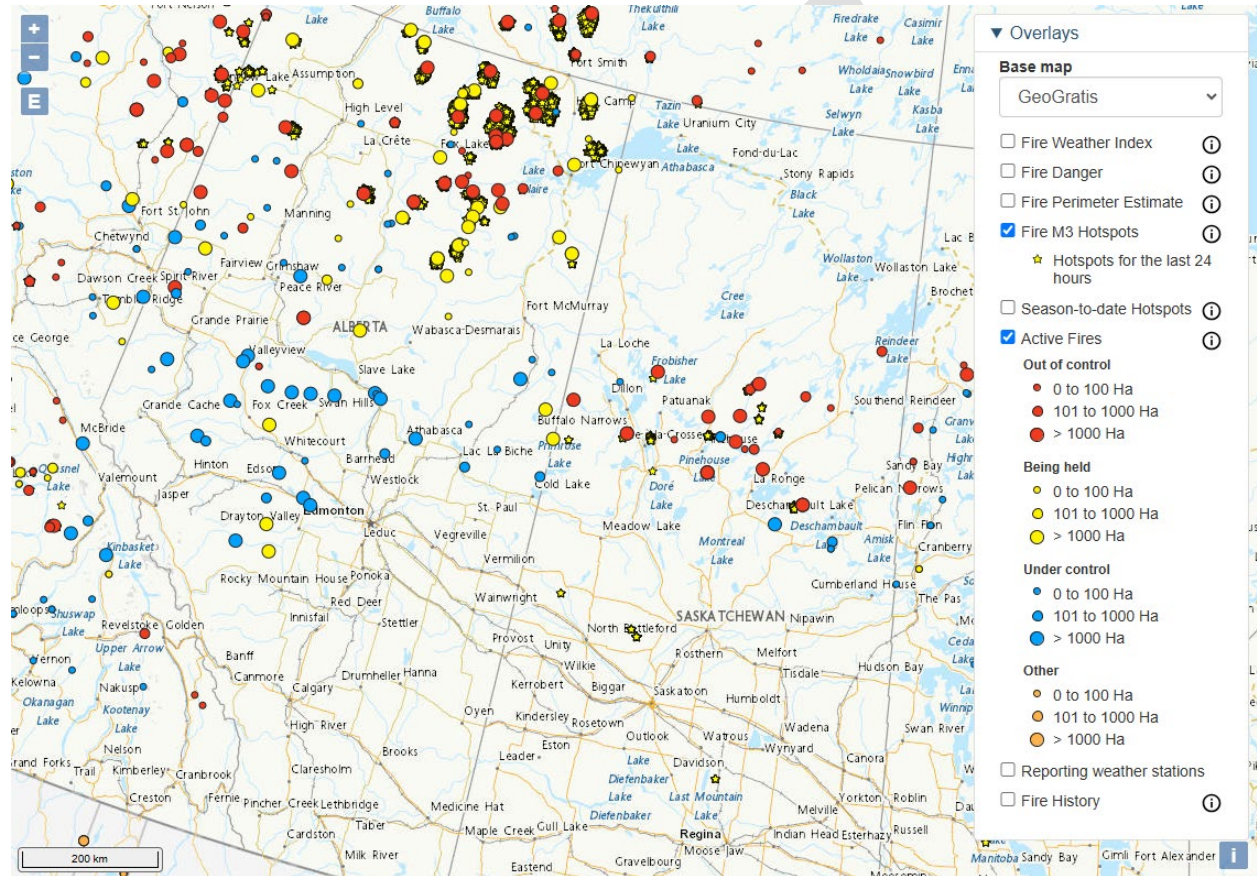 +
−
E
Fort Nelson
Buffalo
Lake
Thekulthili
Lake
Firedrake
Lake
Casimir
Lake
Lake
Fort Smith
Wholdaia
Lake
Snowbird
Lake
Lake Assumption
High Level
Camp
Tazin
Lake
Selwyn
Lake
Kasba
Lake
Uranium City
La Crête
Fox Lake
Fort Chipewyan
Lake
Athabasca
Fond-du-Lac
Lake
Claire
Stony Rapids
Black
Lake
Fort St. John
Manning
Chetwynd
Fairview
Grimshaw
Wollaston
Lake
Wollaston Lake
Dawson Creek
Spirit River
Peace River
Tumbler Ridge
Cree
Lake
Brochet
Fort McMurray
Grande Prairie
ALBERTA
Wabasca-Desmarais
Reindeer
Lake
La Loche
Valleyview
Slave Lake
Frobisher
Lake
Dillon
Patuanak
Southend Reindeer
Grande Cache
Fox Creek
Swan Hills
Buffalo Narrows
McBride
Athabasca
Whitecourt
Primrose
Lake
Pinehouse
Lake
Hinton
Edson
Barrhead
Lac La Biche
Sandy Bay
Valemount
Westlock
Doré
Lake
La Ronge
Jasper
Cold Lake
Pelican Narrows
Drayton Valley
Edmonton
St. Paul
Deschambault Lake
Leduc
Vegreville
Meadow Lake
Deschambault
Lake
Amisk
Lake
Flin Flon
Kinbasket
Lake
Montreal
Lake
Cranberry
Vermilion
Rocky Mountain House
Ponoka
Cumberland House
The Pas
Red Deer
Wainwright
Shuswap
Lake
Innisfail
Revelstoke
Golden
Stettler
North Battleford
SASKATCHEWAN
Nipawin
Upper Arrow
Lake
Provost
Unity
Rosthern
Melfort
Vernon
Banff
Wilkie
Tisdale
Hudson Bay
Kelowna
Nakusp
Canmore
Drumheller
Hanna
Kerrobert
Biggar
Saskatoon
Humboldt
Okanagan
Lake
Kootenay
Lake
Calgary
Oyen
Kindersley
Rosetown
Wadena
Swan River
High River
Outlook
Watrous
Wynyard
Nelson
Brooks
Eston
Canora
Grand Forks
Trail
Kimberley
Cranbrook
Claresholm
Leader
Lake
Diefenbaker
Davidson
Creston
Fernie
Pincher Creek
Lethbridge
Medicine Hat
Lake
Diefenbaker
Last Mountain
Lake
Yorkton
Roblin
Taber
Melville
Cardston
Maple Creek
Gull Lake
Regina
Indian Head
Esterhazy
Russell
Milk River
Moose Jaw
Gravelbourg
Eastend
Manitoba
Sandy Bay
Gimli
Fort Alexander
200 km
i
▼ Overlays
Base map
GeoGratis
Fire Weather Index
Fire Danger
Fire Perimeter Estimate
Fire M3 Hotspots
Hotspots for the last 24
hours
Season-to-date Hotspots
Active Fires
Out of control
0 to 100 Ha
101 to 1000 Ha
> 1000 Ha
Being held
0 to 100 Ha
101 to 1000 Ha
> 1000 Ha
Under control
0 to 100 Ha
101 to 1000 Ha
> 1000 Ha
Other
0 to 100 Ha
101 to 1000 Ha
> 1000 Ha
Reporting weather stations
Fire History